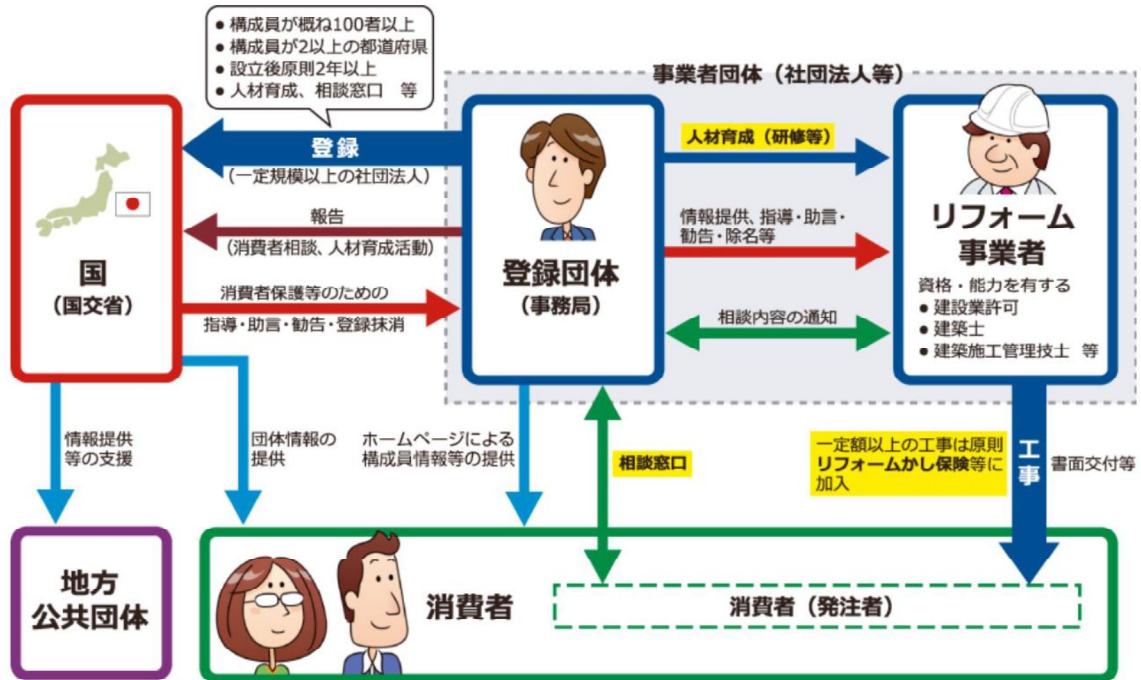 ● 構成員が概ね100者以上
● 構成員が2以上の都道府県
● 設立後原則2年以上
● 人材育成、相談窓口　等
事業者団体（社団法人等）
登録
（一定規模以上の社団法人）
報告
（消費者相談、人材育成活動）
消費者保護等のための
指導・助言・勧告・登録抹消
国
（国交省）
登録団体
（事務局）
人材育成（研修等）
情報提供、指導・助言・
勧告・除名等
相談内容の通知
リフォーム
事業者
資格・能力を有する
● 建設業許可
● 建築士
● 建築施工管理技士　等
情報提供
等の支援
団体情報の
提供
ホームページによる
構成員情報等の提供
相談窓口
一定額以上の工事は原則
リフォームかし保険等に
加入
工事
書面交付等
地方
公共団体
消費者
消費者（発注者）